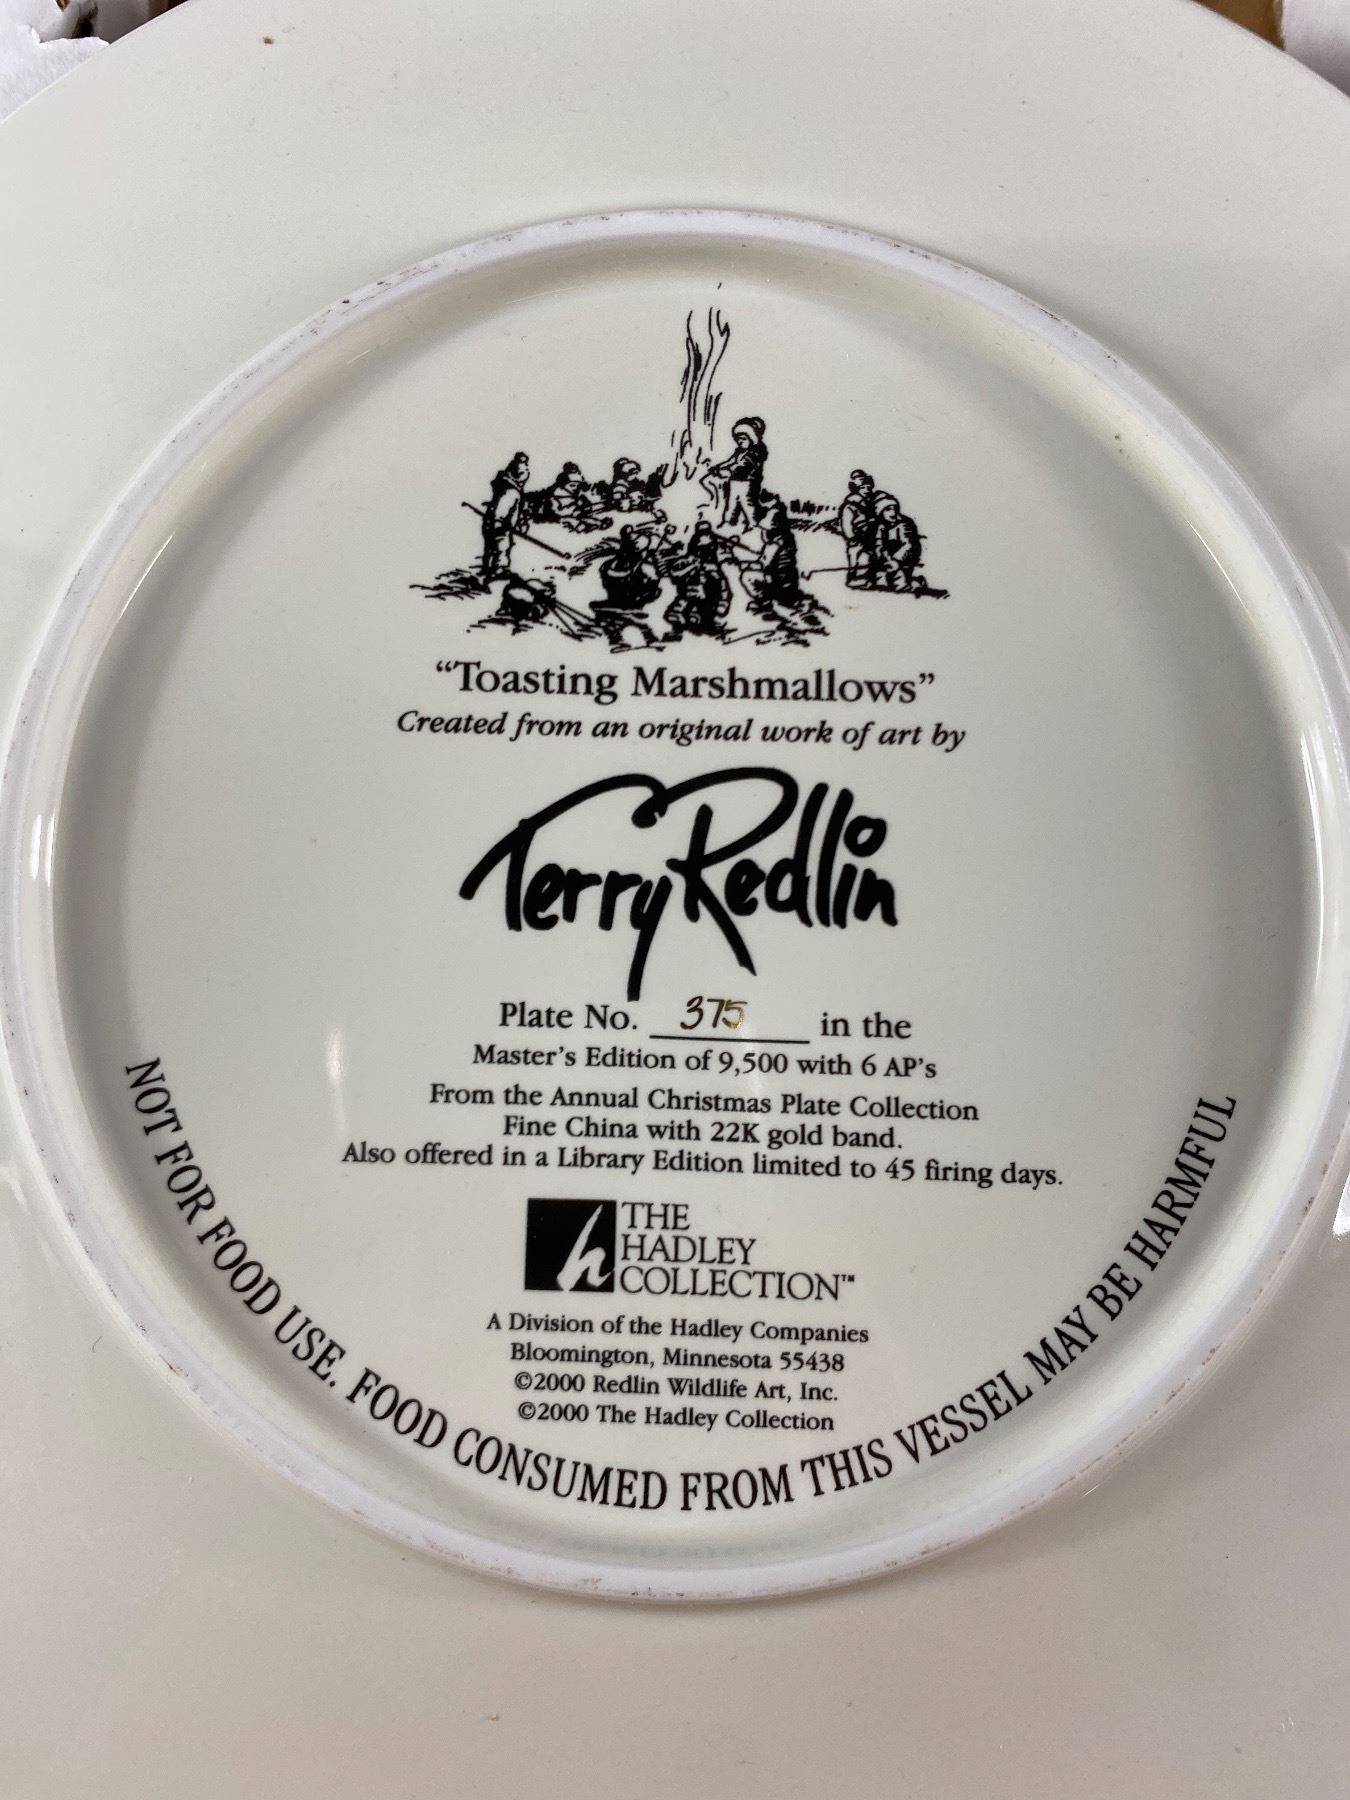 “Toasting Marshmallows”
Created from an original work of art by
Terry Redlin
Plate No. 375 in the
Master's Edition of 9,500 with 6 AP's
From the Annual Christmas Plate Collection
Fine China with 22K gold band.
Also offered in a Library Edition limited to 45 firing days.
h
THE
HADLEY
COLLECTION™
A Division of the Hadley Companies
Bloomington, Minnesota 55438
©2000 Redlin Wildlife Art, Inc.
©2000 The Hadley Collection
NOT FOR FOOD USE. FOOD CONSUMED FROM THIS VESSEL MAY BE HARMFUL